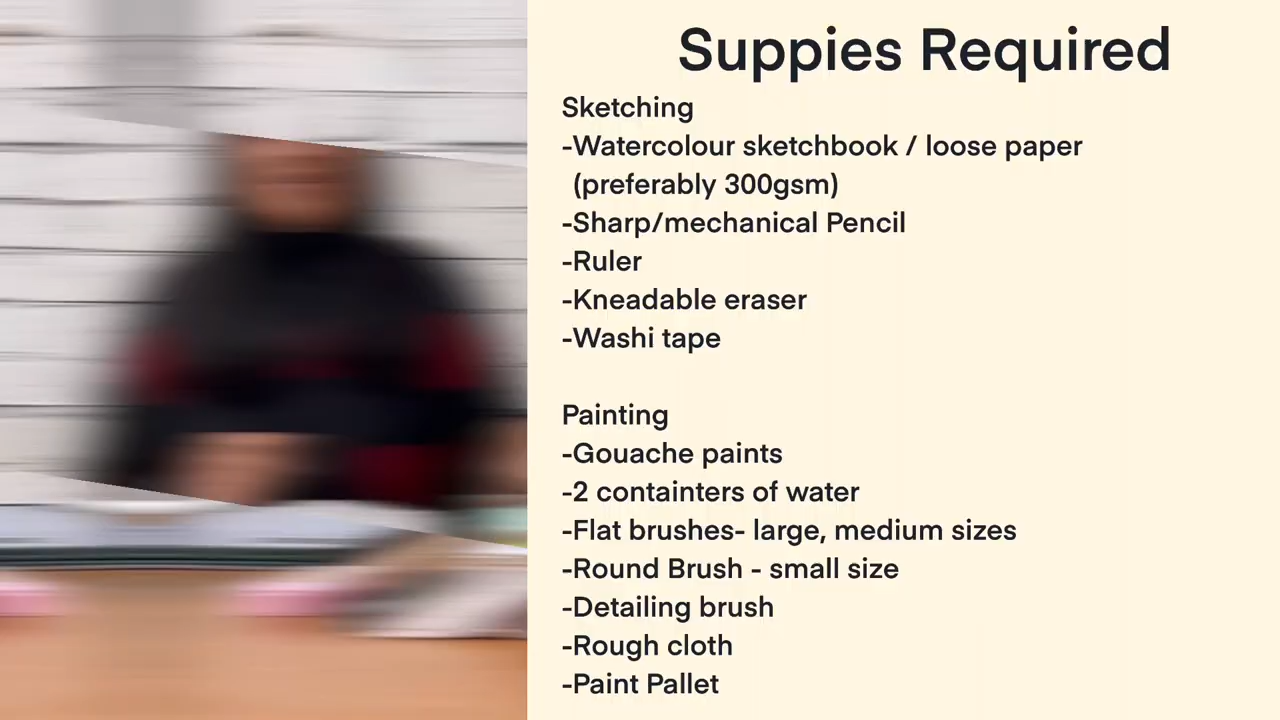 Suppies Required
Sketching
-Watercolour sketchbook / loose paper
(preferably 300gsm)
-Sharp/mechanical Pencil
-Ruler
-Kneadable eraser
-Washi tape
Painting
-Gouache paints
-2 containters of water
-Flat brushes- large, medium sizes
-Round Brush - small size
-Detailing brush
-Rough cloth
-Paint Pallet